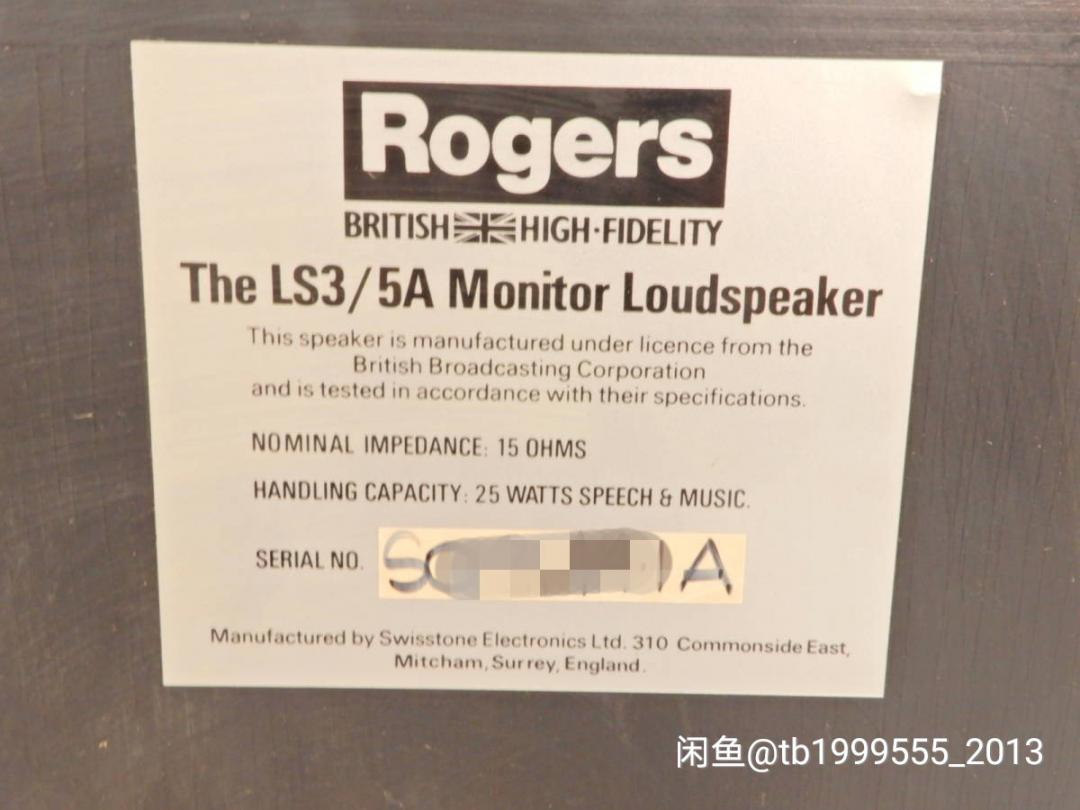 Rogers
BRITISH HIGH·FIDELITY
The LS3/5A Monitor Loudspeaker
This speaker is manufactured under licence from the
British Broadcasting Corporation
and is tested in accordance with their specifications.
NOMINAL IMPEDANCE: 15 OHMS
HANDLING CAPACITY: 25 WATTS SPEECH & MUSIC.
SERIAL NO.
Manufactured by Swisstone Electronics Ltd. 310 Commonside East,
Mitcham, Surrey, England.
闲鱼@tb1999555_2013